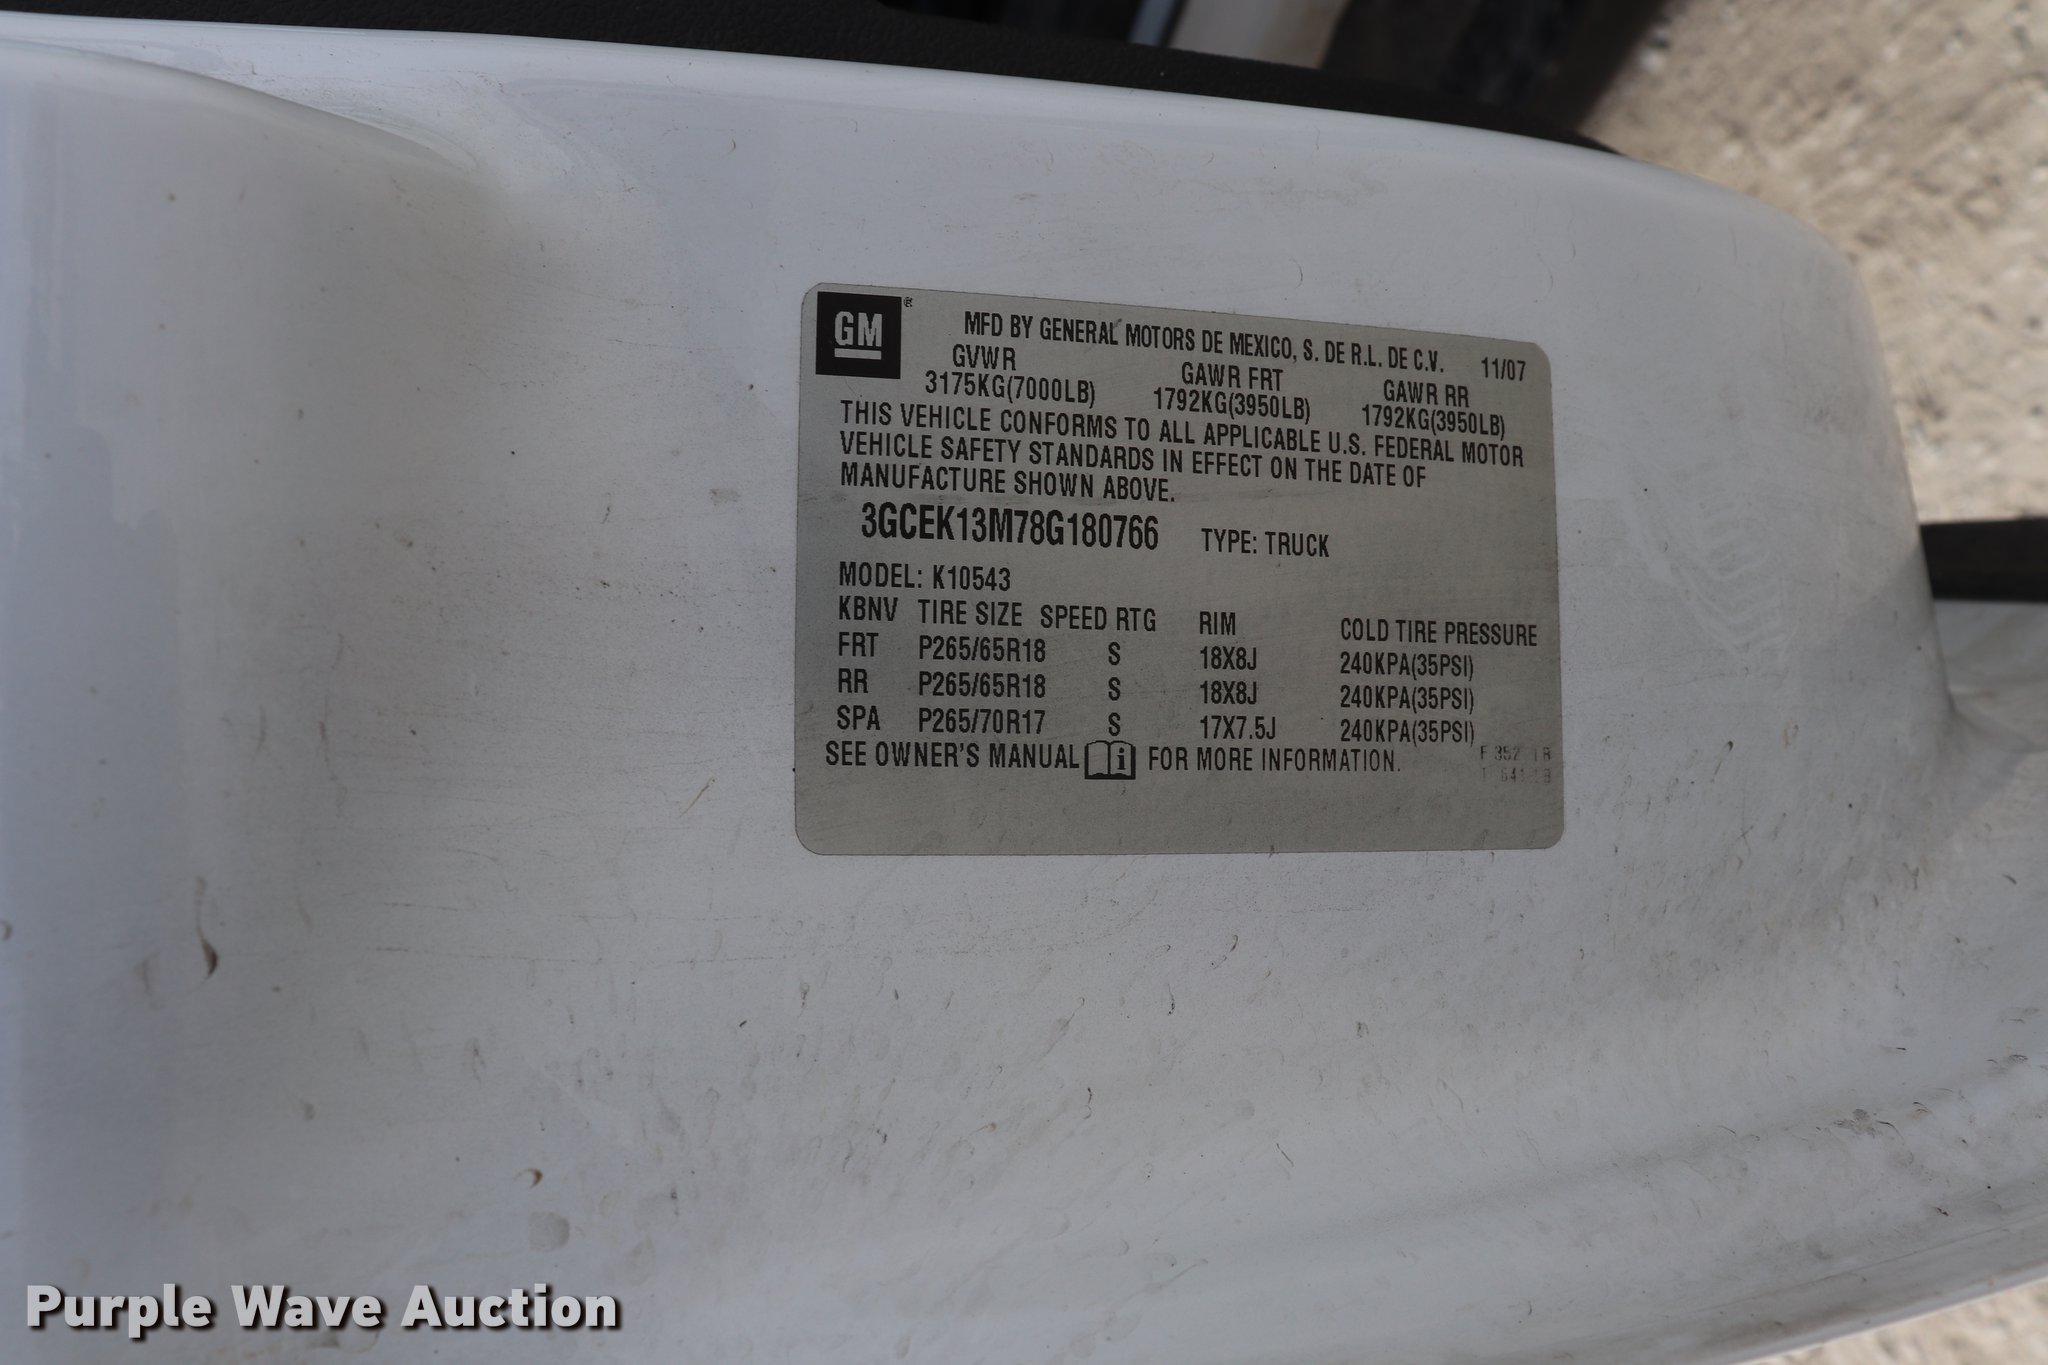 GM ®
MFD BY GENERAL MOTORS DE MEXICO, S. DE R.L. DE C.V. 11/07
GVWR GAWR FRT GAWR RR
3175KG(7000LB) 1792KG(3950LB) 1792KG(3950LB)
THIS VEHICLE CONFORMS TO ALL APPLICABLE U.S. FEDERAL MOTOR
VEHICLE SAFETY STANDARDS IN EFFECT ON THE DATE OF
MANUFACTURE SHOWN ABOVE.
3GCEK13M78G180766 TYPE: TRUCK
MODEL: K10543
KBNV TIRE SIZE SPEED RTG RIM COLD TIRE PRESSURE
FRT P265/65R18 S 18X8J 240KPA(35PSI)
RR P265/65R18 S 18X8J 240KPA(35PSI)
SPA P265/70R17 S 17X7.5J 240KPA(35PSI)
SEE OWNER'S MANUAL i FOR MORE INFORMATION.
Purple Wave Auction